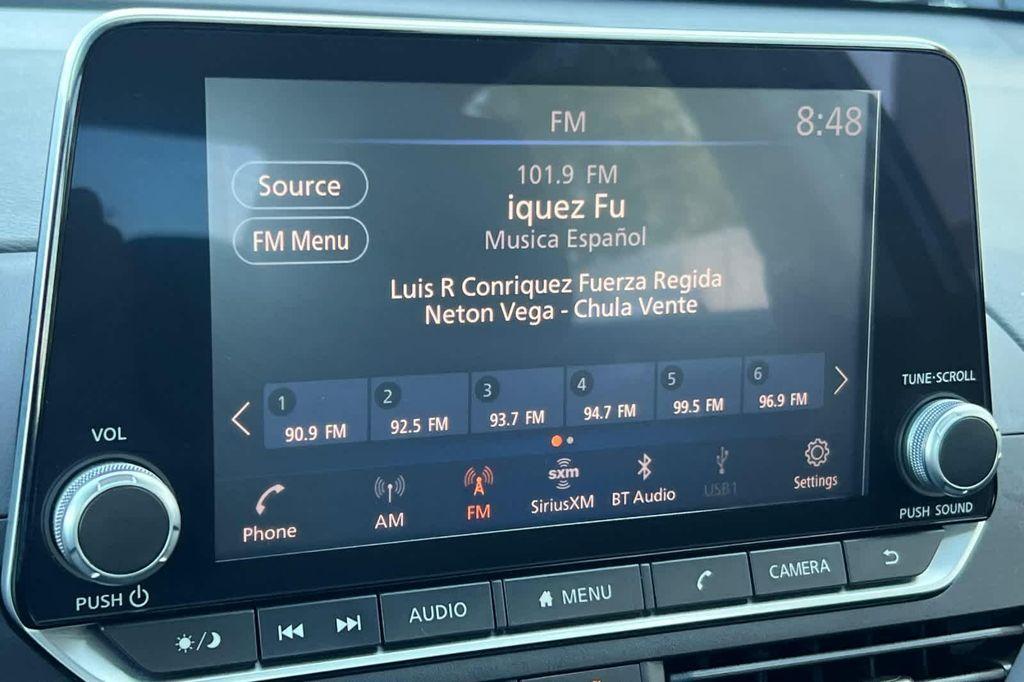 FM
8:48
Source
FM Menu
101.9 FM
iquez Fu
Musica Español
Luis R Conriquez Fuerza Regida
Neton Vega - Chula Vente
1
90.9 FM
2
92.5 FM
3
93.7 FM
4
94.7 FM
5
99.5 FM
6
96.9 FM
Phone
AM
FM
sxm
SiriusXM
BT Audio
USB1
Settings
VOL
PUSH
TUNE·SCROLL
PUSH SOUND
AUDIO
MENU
CAMERA